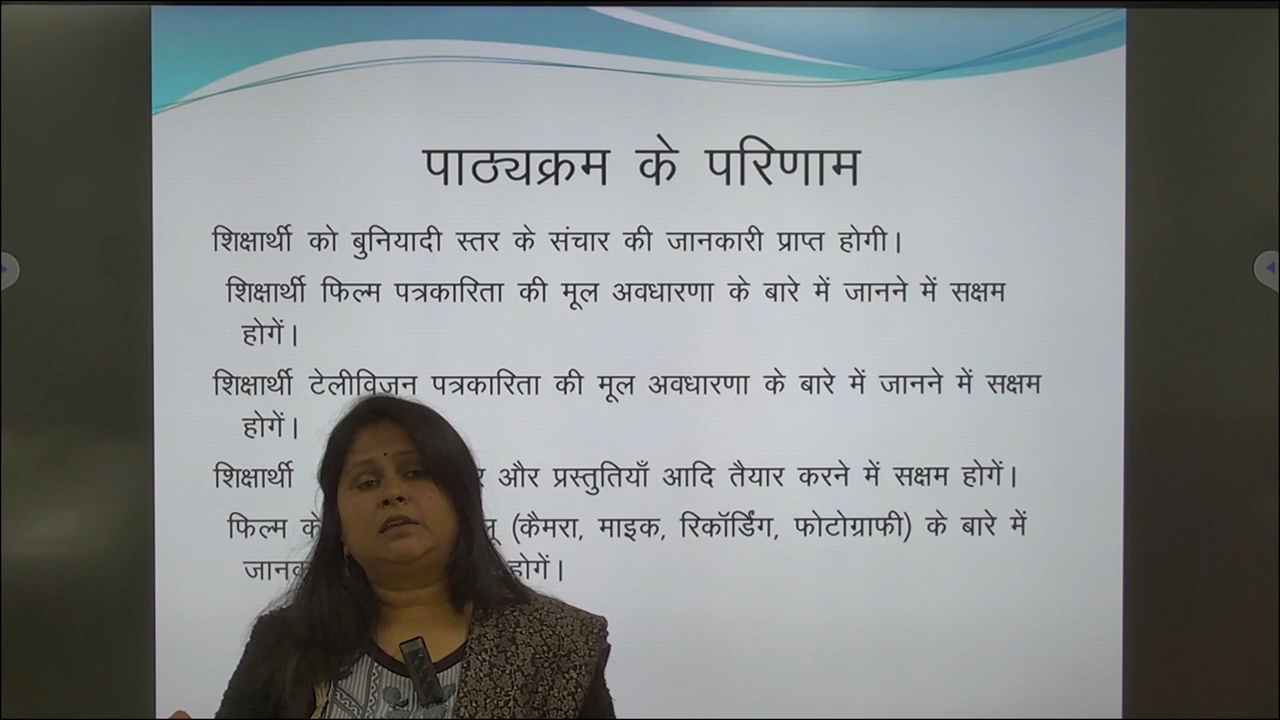 पाठ्यक्रम के परिणाम
शिक्षार्थी को बुनियादी स्तर के संचार की जानकारी प्राप्त होगी।
शिक्षार्थी फिल्म पत्रकारिता की मूल अवधारणा के बारे में जानने में सक्षम
होगें।
शिक्षार्थी टेलीविजन पत्रकारिता की मूल अवधारणा के बारे में जानने में सक्षम
होगें।
शिक्षार्थी और प्रस्तुतियाँ आदि तैयार करने में सक्षम होगें।
फिल्म (कैमरा, माइक, रिकॉर्डिंग, फोटोग्राफी) के बारे में
होगें।